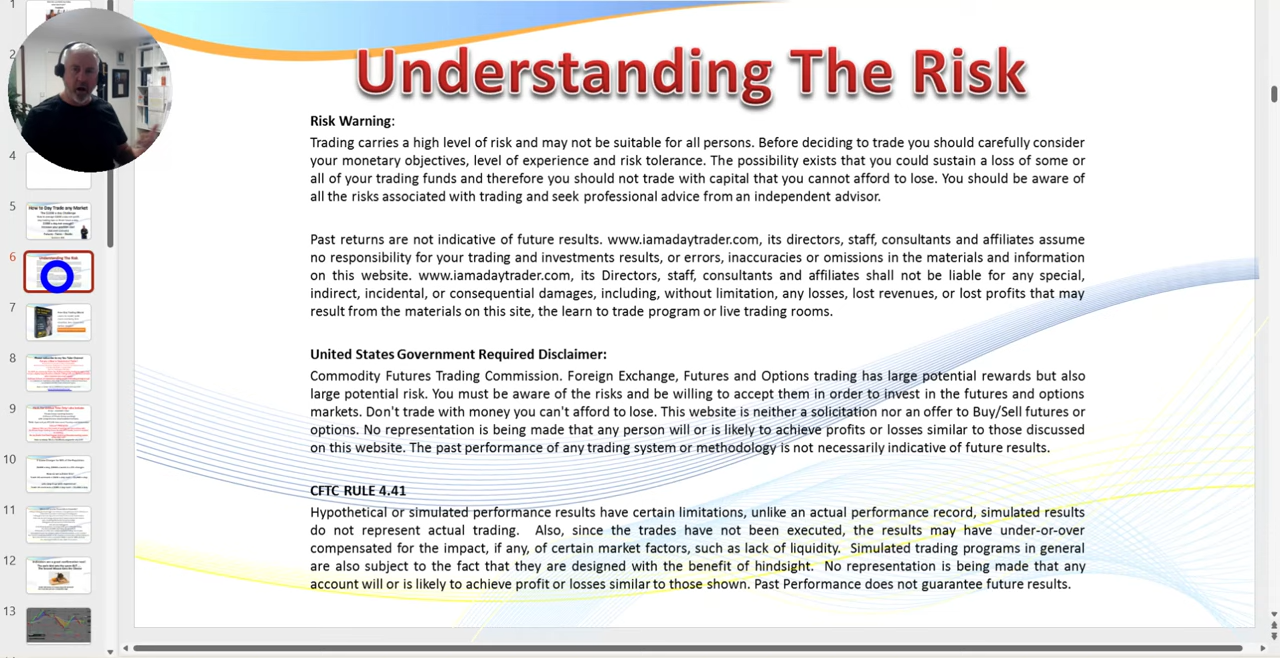 1
2
4
5
How to Day Trade any Market
6
Understanding The Risk
7
8
9
10
11
12
13
Understanding The Risk
Risk Warning:
Trading carries a high level of risk and may not be suitable for all persons. Before deciding to trade you should carefully consider
your monetary objectives, level of experience and risk tolerance. The possibility exists that you could sustain a loss of some or
all of your trading funds and therefore you should not trade with capital that you cannot afford to lose. You should be aware of
all the risks associated with trading and seek professional advice from an independent advisor.
Past returns are not indicative of future results. www.iamadaytrader.com, its directors, staff, consultants and affiliates assume
no responsibility for your trading and investments results, or errors, inaccuracies or omissions in the materials and information
on this website. www.iamadaytrader.com, its Directors, staff, consultants and affiliates shall not be liable for any special,
indirect, incidental, or consequential damages, including, without limitation, any losses, lost revenues, or lost profits that may
result from the materials on this site, the learn to trade program or live trading rooms.
United States Government Required Disclaimer:
Commodity Futures Trading Commission. Foreign Exchange Futures and Options trading has large potential rewards but also
large potential risk. You must be aware of the risks and be willing to accept them in order to invest in the futures and options
markets. Don't trade with money you can't afford to lose. This website is neither a solicitation nor an offer to Buy/Sell futures or
options. No representation is being made that any person will or is likely to achieve profits or losses similar to those discussed
on this website. The past performance of any trading system or methodology is not necessarily indicative of future results.
CFTC RULE 4.41
Hypothetical or simulated performance results have certain limitations, unlike an actual performance record, simulated results
do not represent actual trading. Also, since the trades have not been executed, the results may have under-or-over
compensated for the impact, if any, of certain market factors, such as lack of liquidity. Simulated trading programs in general
are also subject to the fact that they are designed with the benefit of hindsight. No representation is being made that any
account will or is likely to achieve profit or losses similar to those shown. Past Performance does not guarantee future results.